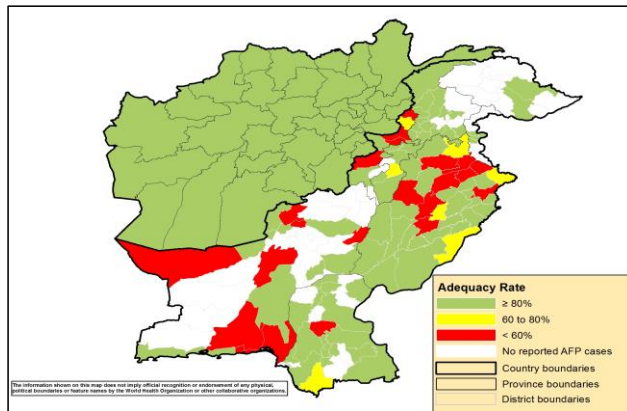 Adequacy Rate
≥ 80%
60 to 80%
< 60%
No reported AFP cases
Country boundaries
Province boundaries
District boundaries
The information shown on this map does not imply official recognition or endorsement of any physical,
political boundaries or feature names by the World Health Organization or other collaborative organizations.